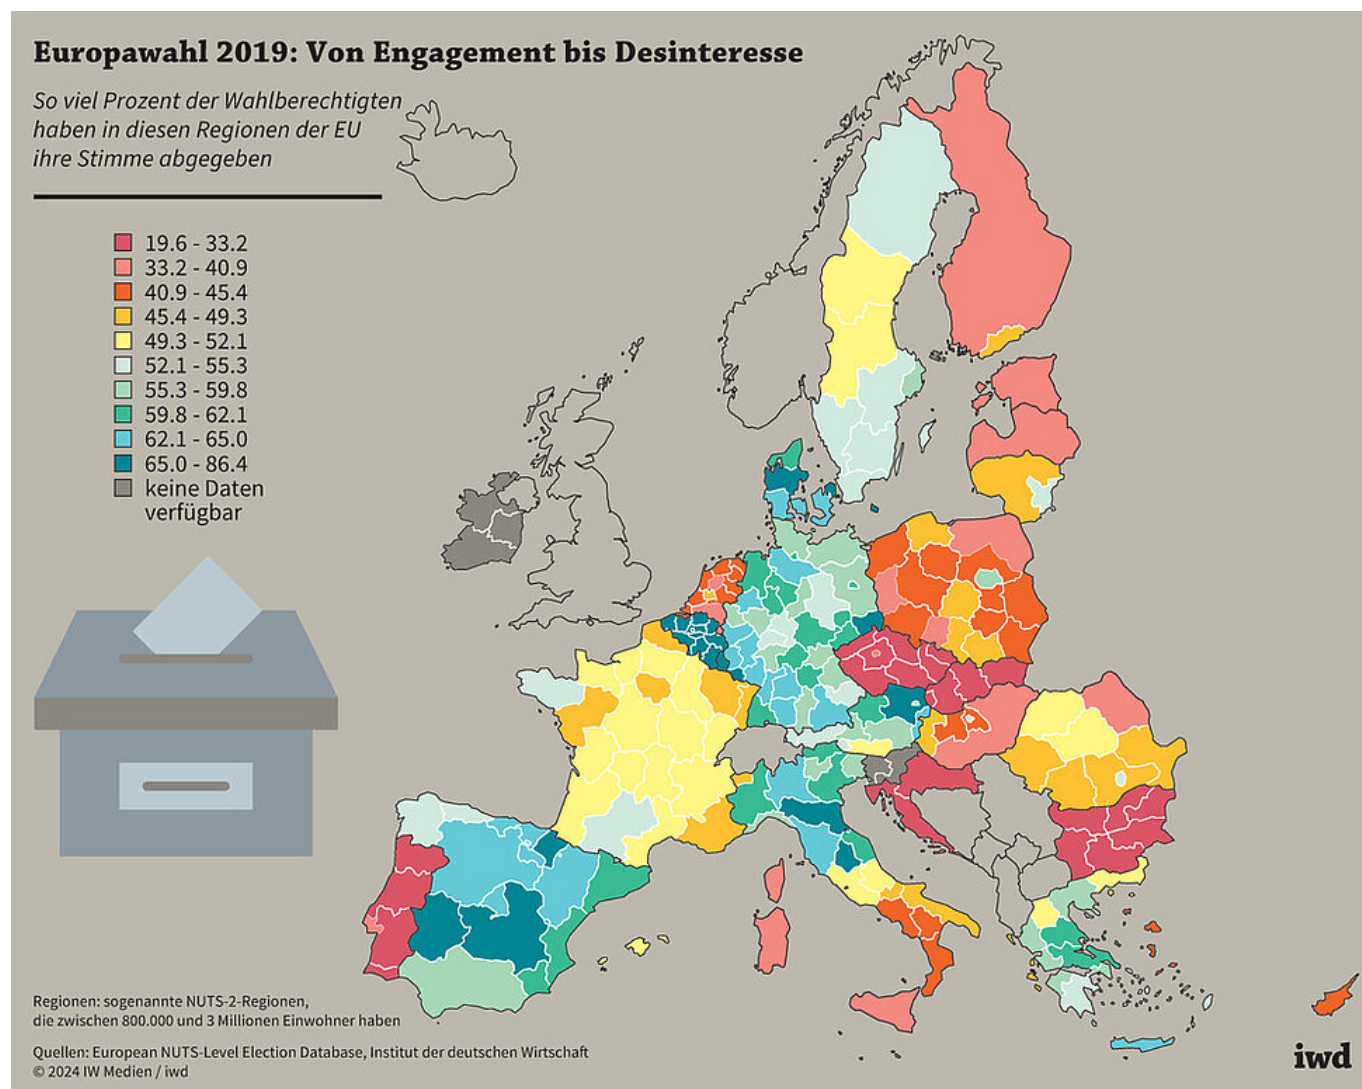 Europawahl 2019: Von Engagement bis Desinteresse
So viel Prozent der Wahlberechtigten
haben in diesen Regionen der EU
ihre Stimme abgegeben
19.6 - 33.2
33.2 - 40.9
40.9 - 45.4
45.4 - 49.3
49.3 - 52.1
52.1 - 55.3
55.3 - 59.8
59.8 - 62.1
62.1 - 65.0
65.0 - 86.4
keine Daten
verfügbar
Regionen: sogenannte NUTS-2-Regionen,
die zwischen 800.000 und 3 Millionen Einwohner haben
Quellen: European NUTS-Level Election Database, Institut der deutschen Wirtschaft
© 2024 IW Medien / iwd
iwd